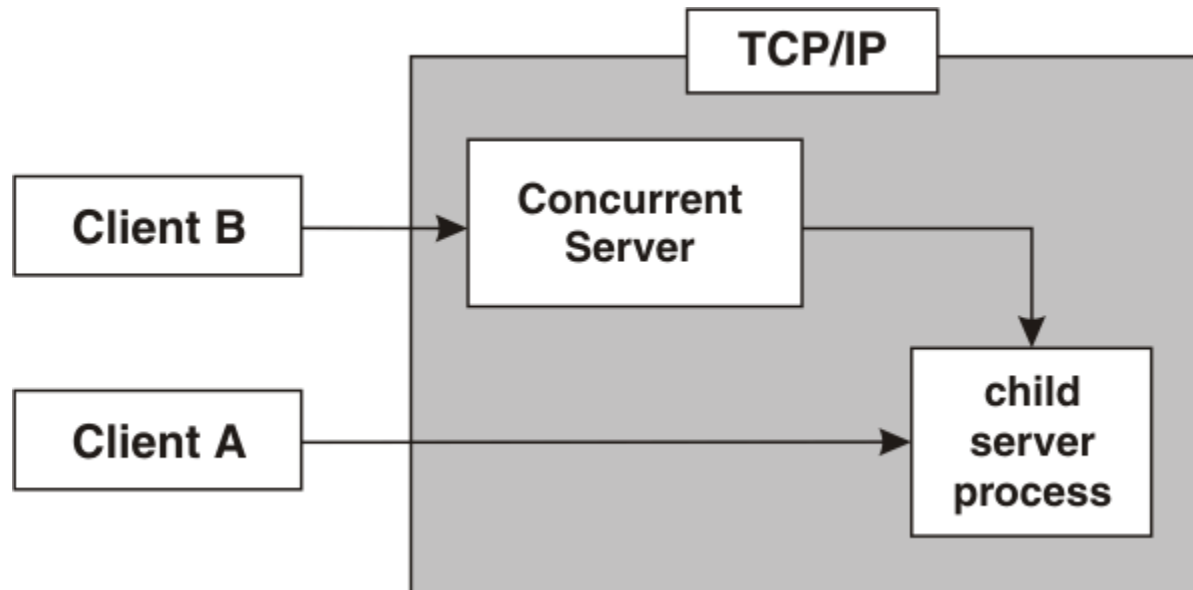 TCP/IP
Concurrent
Server
Client B
Client A
child
server
process